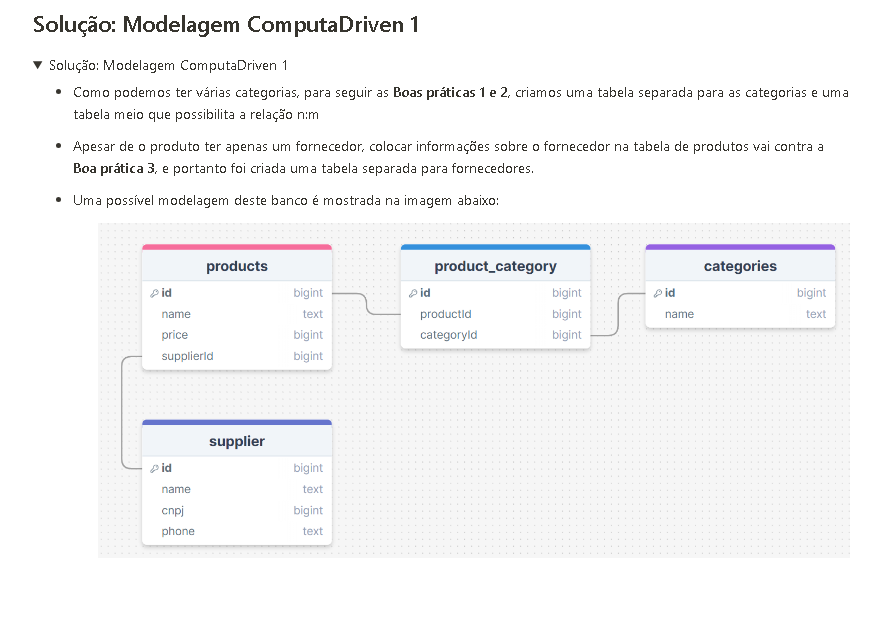 Solução: Modelagem ComputaDriven 1
▼ Solução: Modelagem ComputaDriven 1
• Como podemos ter várias categorias, para seguir as Boas práticas 1 e 2, criamos uma tabela separada para as categorias e uma
tabela meio que possibilita a relação n:m
• Apesar de o produto ter apenas um fornecedor, colocar informações sobre o fornecedor na tabela de produtos vai contra a
Boa prática 3, e portanto foi criada uma tabela separada para fornecedores.
• Uma possível modelagem deste banco é mostrada na imagem abaixo:
products
id bigint
name text
price bigint
supplierId bigint
product_category
id bigint
productId bigint
categoryId bigint
categories
id bigint
name text
supplier
id bigint
name text
cnpj bigint
phone text